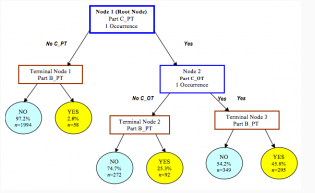 Node 1 (Root Node)
Part C_PT
1 Occurrence
No C_PT
Yes
Terminal Node 1
Part B_PT
Node 2
Part C_OT
1 Occurrence
No C_OT
Yes
Yes
NO
97.2%
n=1994
YES
2.8%
n=58
Terminal Node 2
Part B_PT
Terminal Node 3
Part B_PT
NO
74.7%
n=272
YES
25.3%
n=92
NO
54.2%
n=349
YES
45.8%
n=295